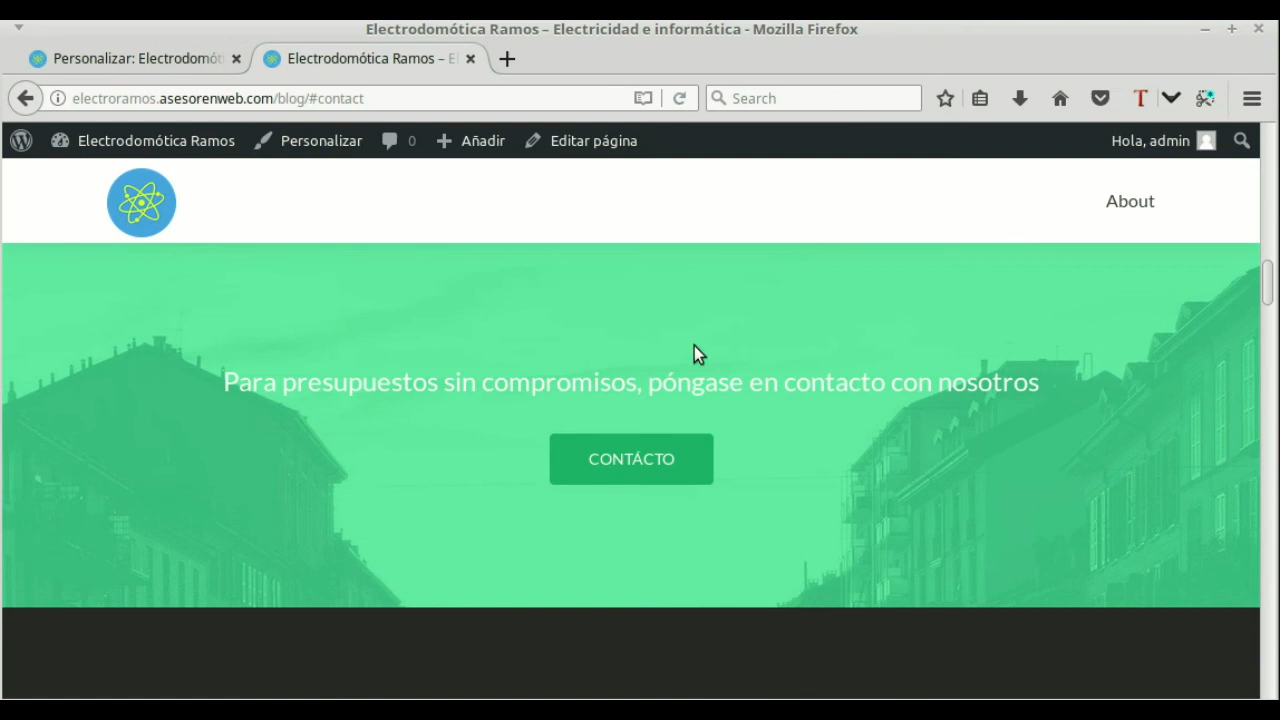 Electrodomótica Ramos – Electricidad e informática - Mozilla Firefox
Personalizar: Electrodomót
Electrodomótica Ramos – El
electroramos.asesorenweb.com/blog/#contact
Search
Electrodomótica Ramos
Personalizar
0
Añadir
Editar página
Hola, admin
About
Para presupuestos sin compromisos, póngase en contacto con nosotros
CONTÁCTO